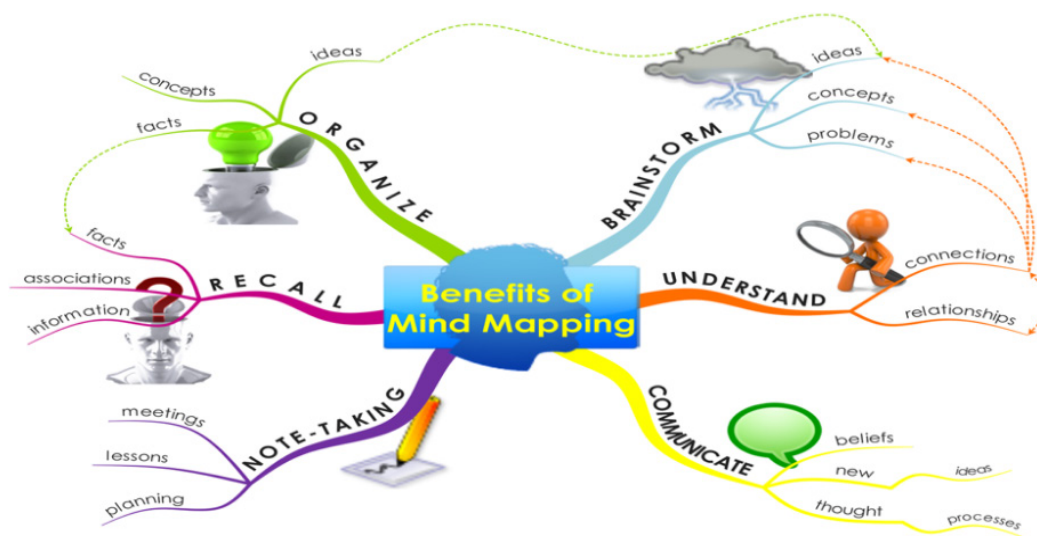 Benefits of
Mind Mapping
ORGANIZE
ideas
concepts
facts
BRAINSTORM
ideas
concepts
problems
UNDERSTAND
connections
relationships
COMMUNICATE
beliefs
new
ideas
thought
processes
NOTE-TAKING
meetings
lessons
planning
RECALL
facts
associations
information